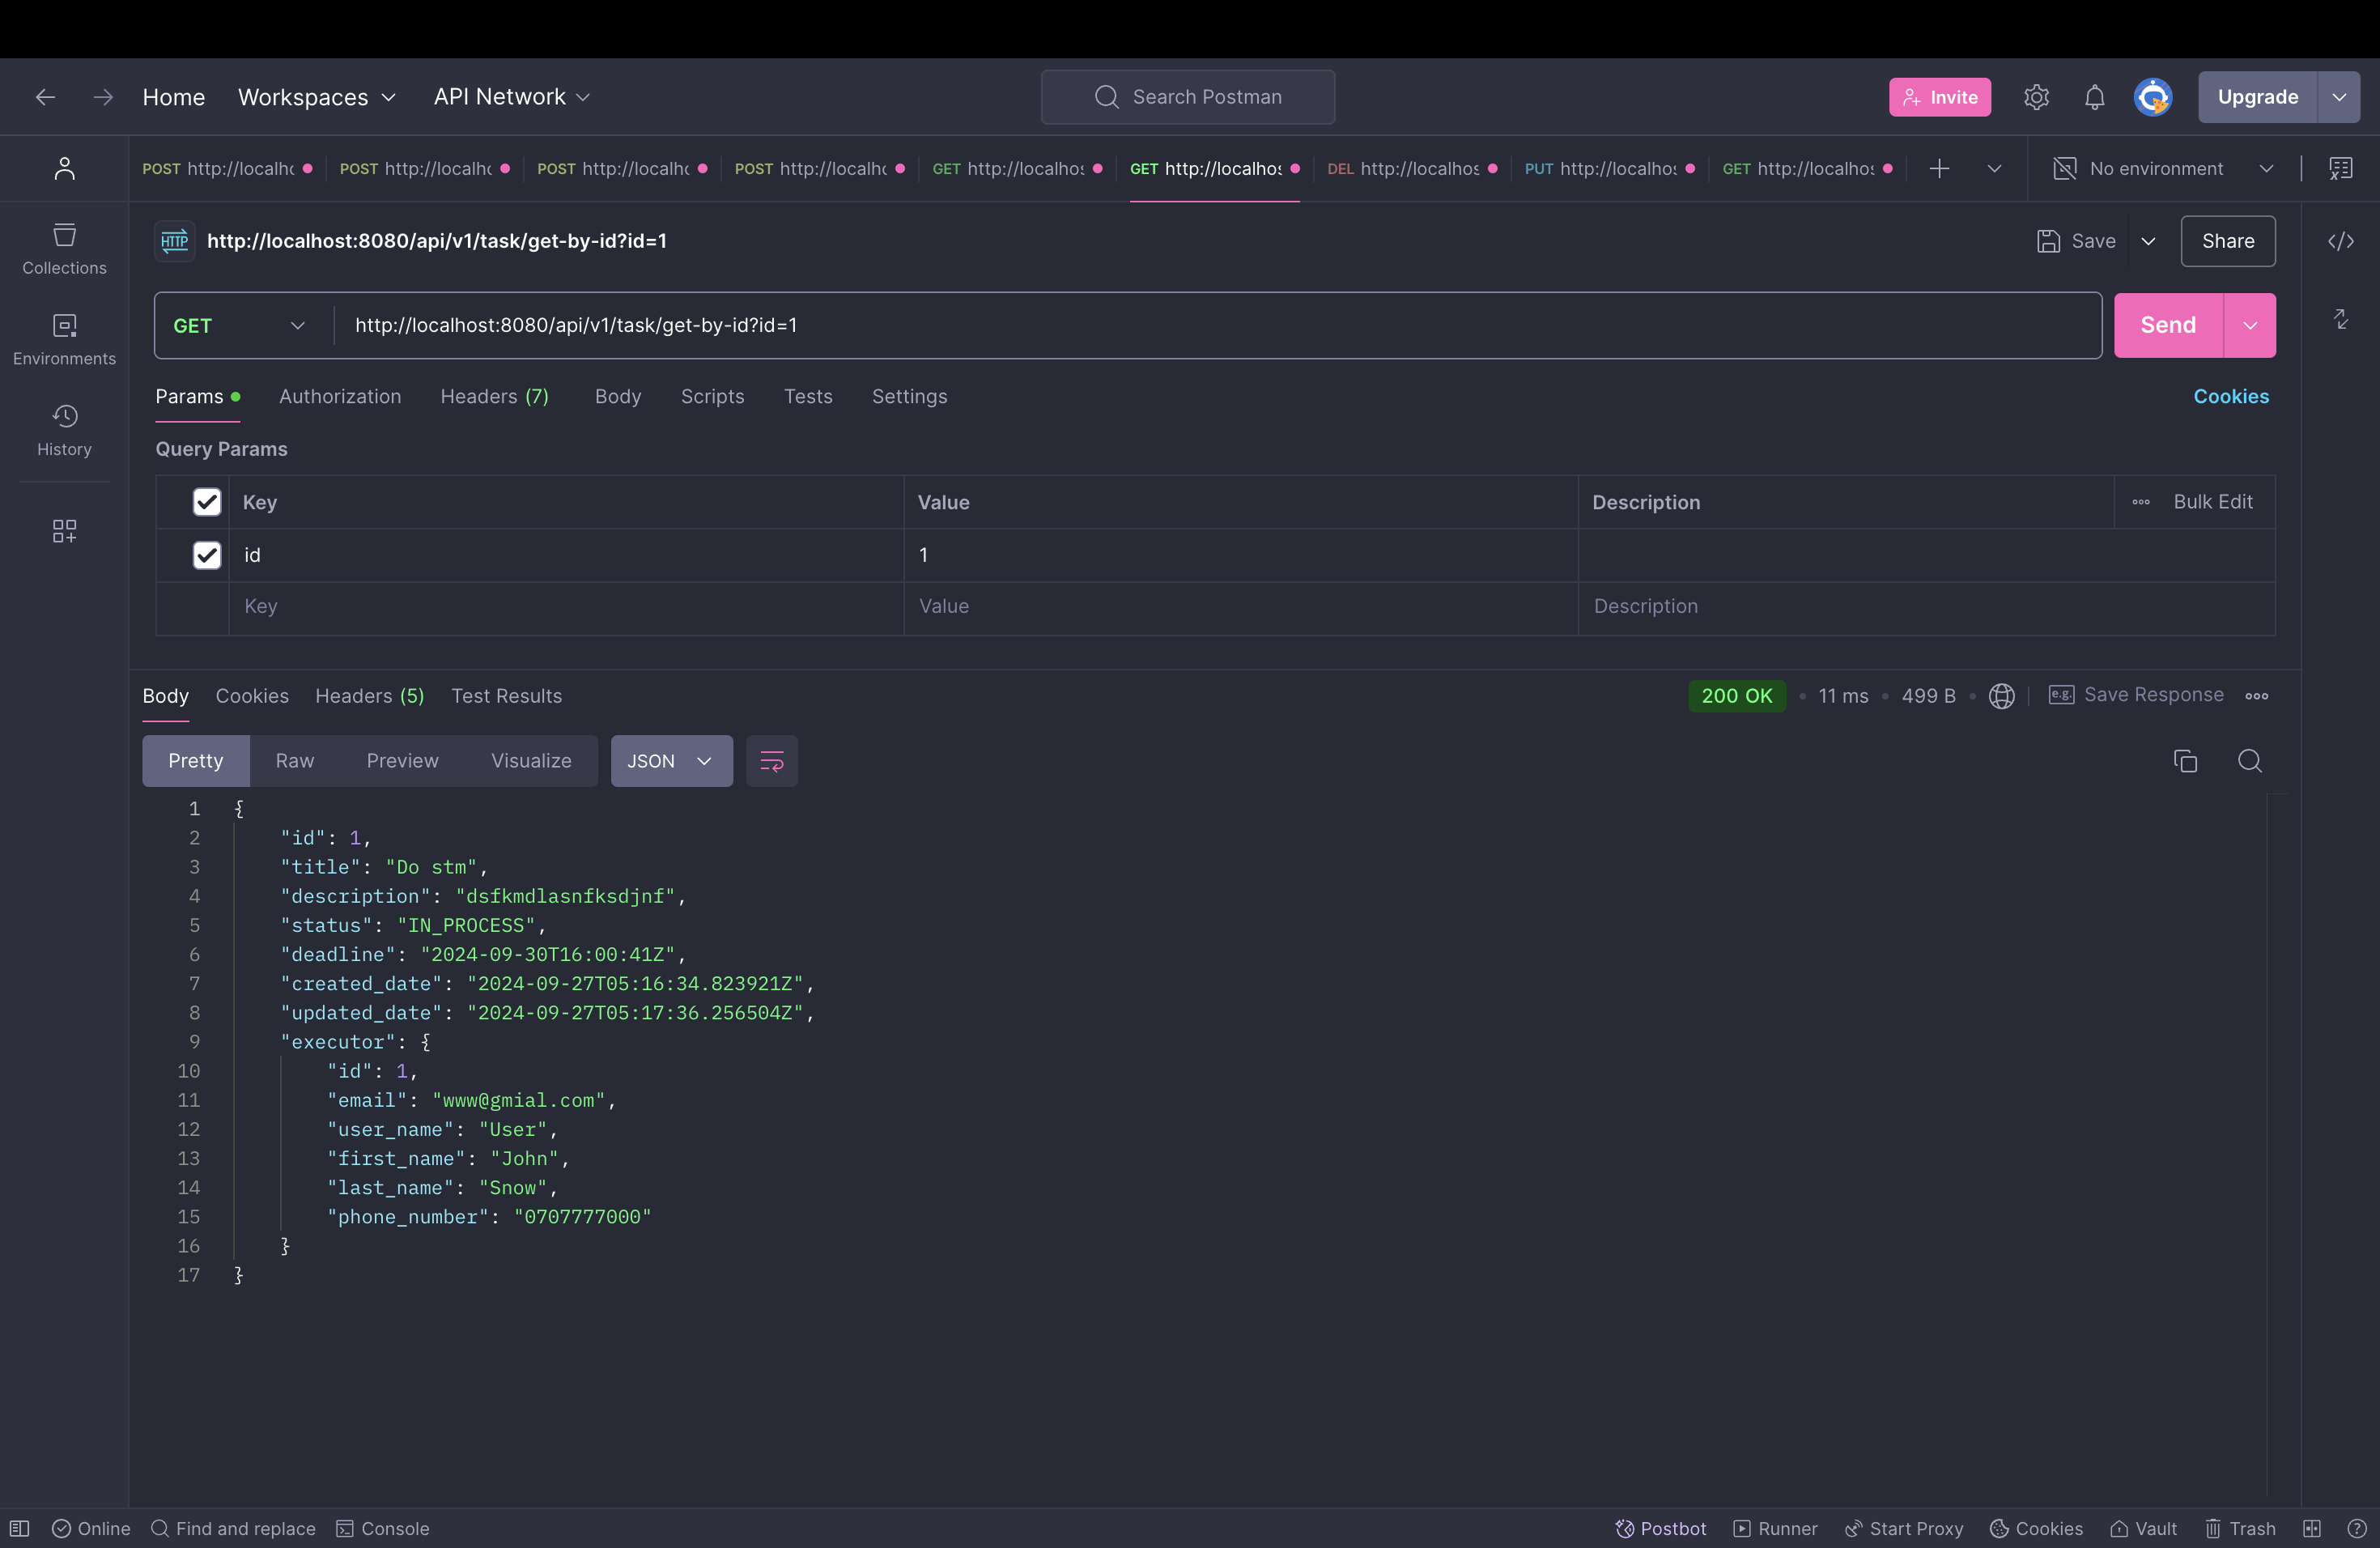 Home Workspaces API Network Search Postman Invite Upgrade
POST http://localhc POST http://localhc POST http://localhc POST http://localhc GET http://localhos GET http://localhos DEL http://localhos PUT http://localhos GET http://localhos No environment
HTTP http://localhost:8080/api/v1/task/get-by-id?id=1 Save Share
Collections
GET http://localhost:8080/api/v1/task/get-by-id?id=1 Send
Environments
Params Authorization Headers (7) Body Scripts Tests Settings Cookies
History
Query Params
Key Value Description Bulk Edit
id 1
Key Value Description
Body Cookies Headers (5) Test Results 200 OK 11 ms 499 B e.g. Save Response
Pretty Raw Preview Visualize JSON
1 {
2 "id": 1,
3 "title": "Do stm",
4 "description": "dsfkmdlasnfksdjnf",
5 "status": "IN_PROCESS",
6 "deadline": "2024-09-30T16:00:41Z",
7 "created_date": "2024-09-27T05:16:34.823921Z",
8 "updated_date": "2024-09-27T05:17:36.256504Z",
9 "executor": {
10 "id": 1,
11 "email": "www@gmial.com",
12 "user_name": "User",
13 "first_name": "John",
14 "last_name": "Snow",
15 "phone_number": "0707777000"
16 }
17 }
Online Find and replace Console Postbot Runner Start Proxy Cookies Vault Trash